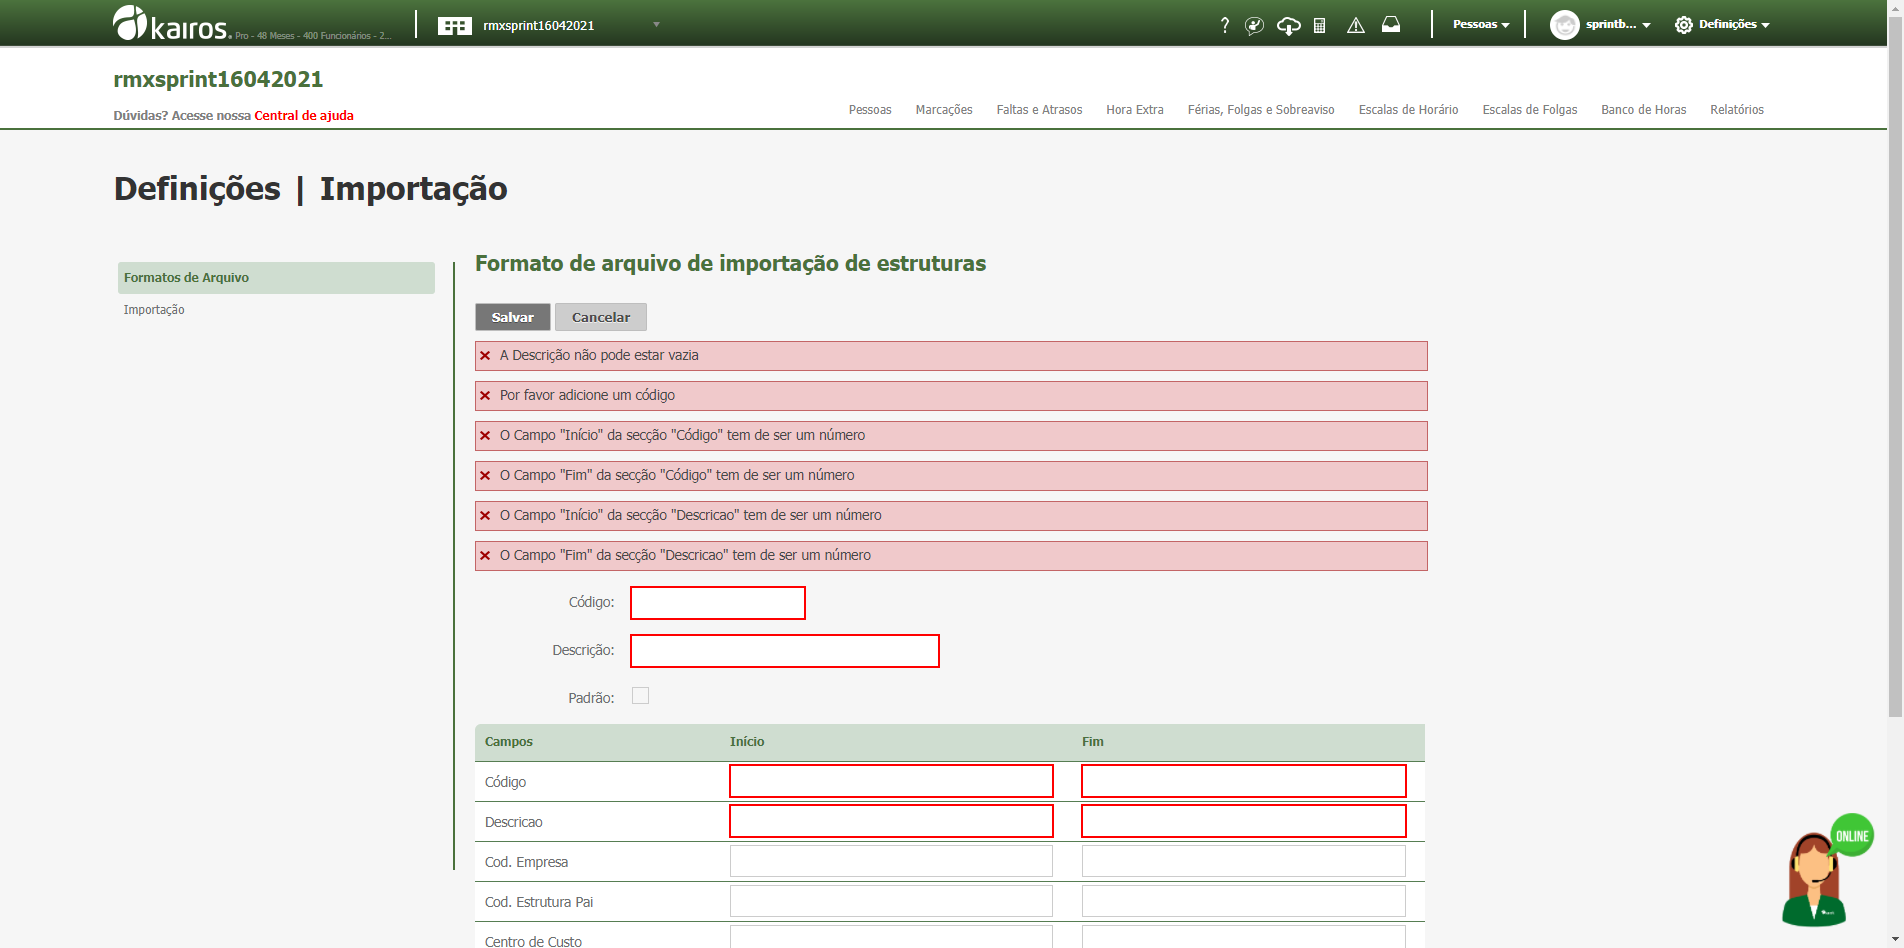 kairos. Pro - 48 Meses - 400 Funcionários - 2...
rmxsprint16042021
?
Pessoas
sprintb...
Definições
rmxsprint16042021
Dúvidas? Acesse nossa Central de ajuda
Pessoas Marcações Faltas e Atrasos Hora Extra Férias, Folgas e Sobreaviso Escalas de Horário Escalas de Folgas Banco de Horas Relatórios
Definições | Importação
Formatos de Arquivo
Importação
Formato de arquivo de importação de estruturas
Salvar Cancelar
A Descrição não pode estar vazia
Por favor adicione um código
O Campo "Início" da secção "Código" tem de ser um número
O Campo "Fim" da secção "Código" tem de ser um número
O Campo "Início" da secção "Descricao" tem de ser um número
O Campo "Fim" da secção "Descricao" tem de ser um número
Código:
Descrição:
Padrão:
Campos Início Fim
Código
Descricao
Cod. Empresa
Cod. Estrutura Pai
Centro de Custo
ONLINE